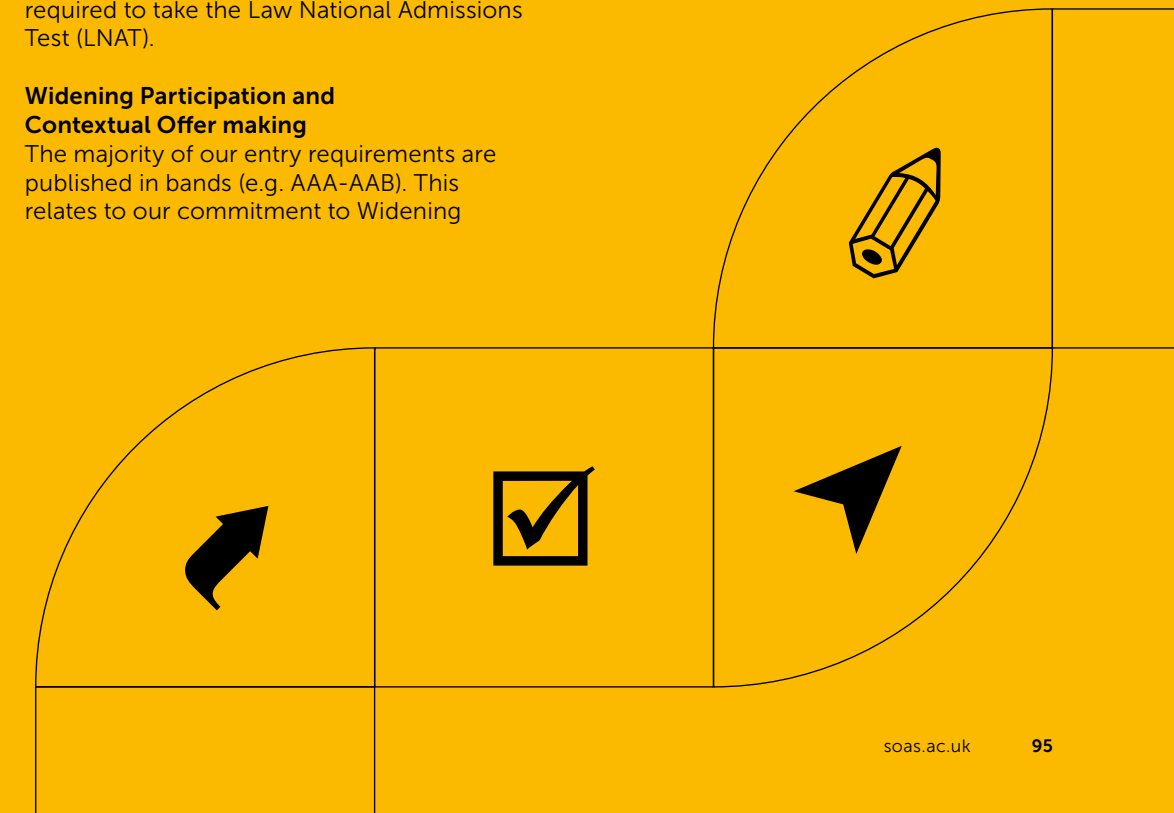 required to take the Law National Admissions
Test (LNAT).
Widening Participation and
Contextual Offer making
The majority of our entry requirements are
published in bands (e.g. AAA-AAB). This
relates to our commitment to Widening
soas.ac.uk 95